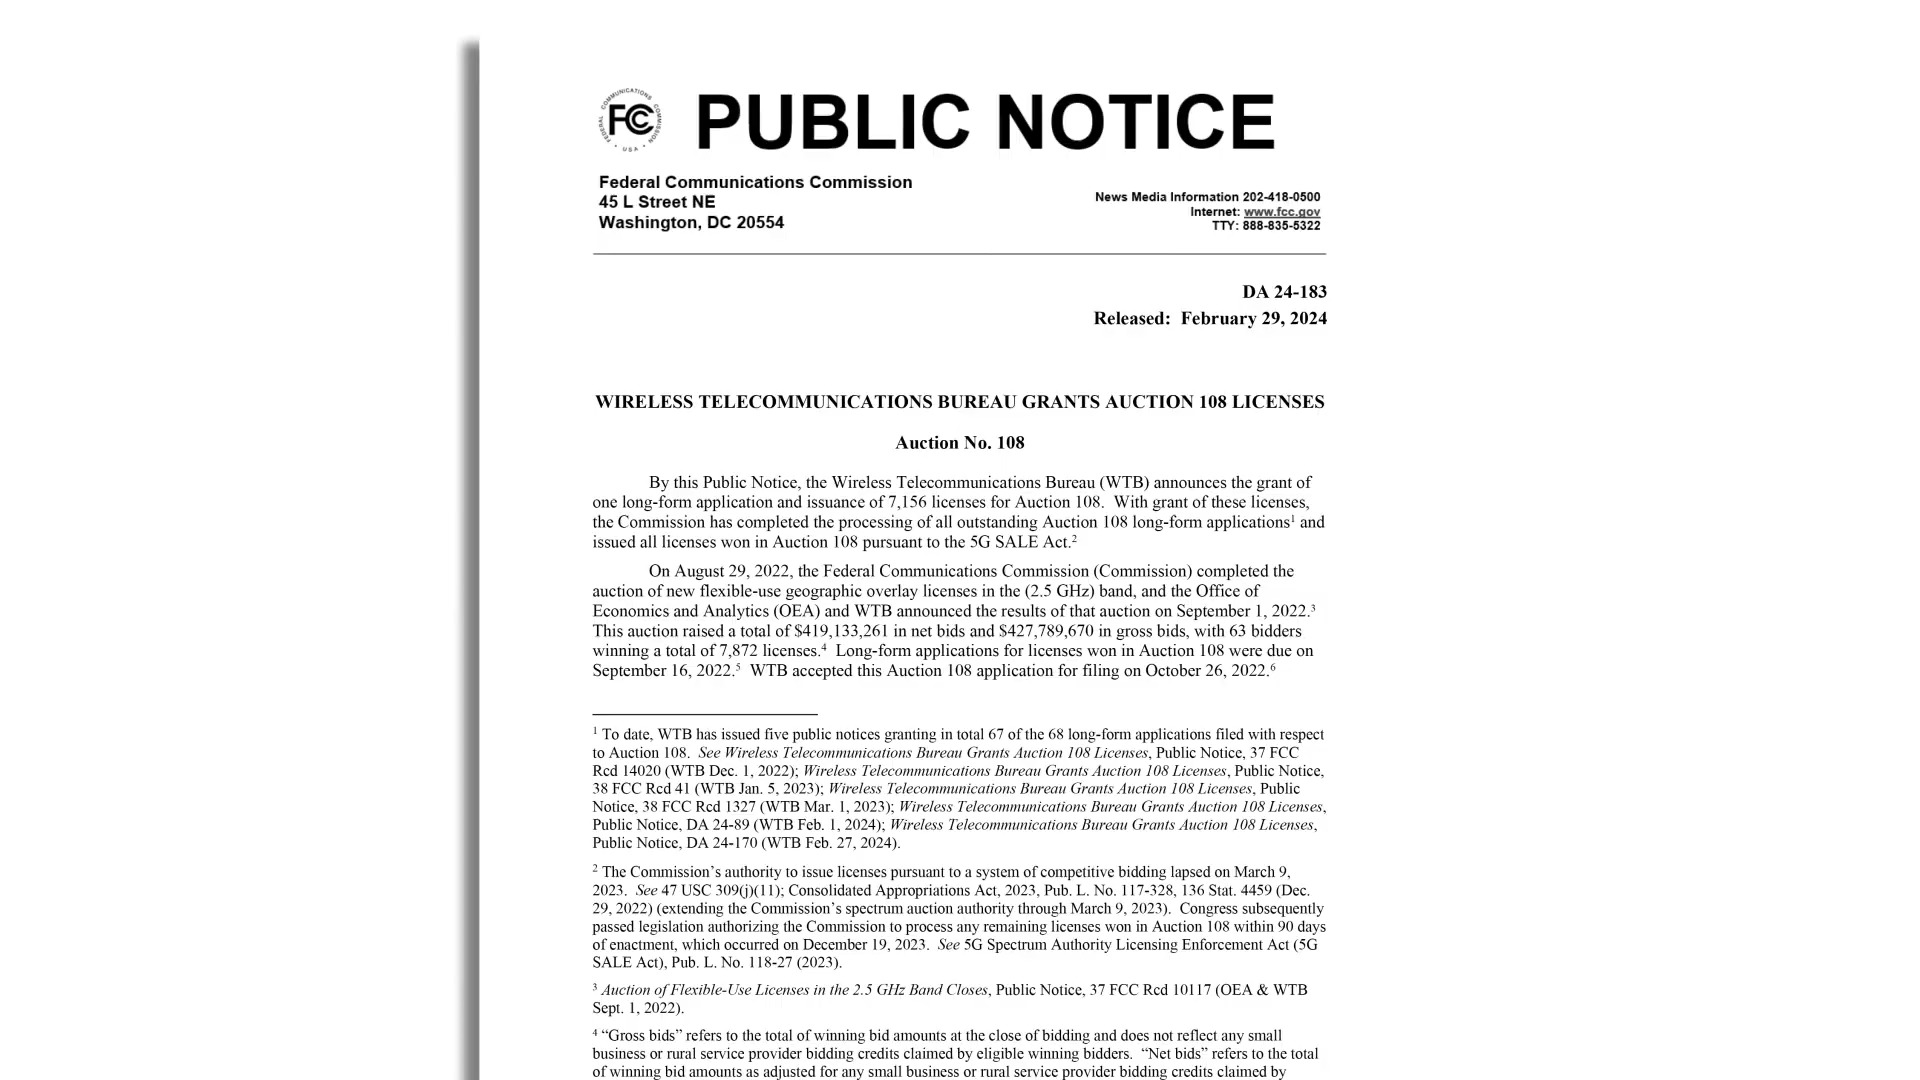 FEDERAL COMMUNICATIONS COMMISSION • USA •
FCC
PUBLIC NOTICE
Federal Communications Commission
45 L Street NE
Washington, DC 20554
News Media Information 202-418-0500
Internet: www.fcc.gov
TTY: 888-835-5322
DA 24-183
Released: February 29, 2024
WIRELESS TELECOMMUNICATIONS BUREAU GRANTS AUCTION 108 LICENSES
Auction No. 108
By this Public Notice, the Wireless Telecommunications Bureau (WTB) announces the grant of
one long-form application and issuance of 7,156 licenses for Auction 108. With grant of these licenses,
the Commission has completed the processing of all outstanding Auction 108 long-form applications¹ and
issued all licenses won in Auction 108 pursuant to the 5G SALE Act.²
On August 29, 2022, the Federal Communications Commission (Commission) completed the
auction of new flexible-use geographic overlay licenses in the (2.5 GHz) band, and the Office of
Economics and Analytics (OEA) and WTB announced the results of that auction on September 1, 2022.³
This auction raised a total of $419,133,261 in net bids and $427,789,670 in gross bids, with 63 bidders
winning a total of 7,872 licenses.⁴ Long-form applications for licenses won in Auction 108 were due on
September 16, 2022.⁵ WTB accepted this Auction 108 application for filing on October 26, 2022.⁶
¹ To date, WTB has issued five public notices granting in total 67 of the 68 long-form applications filed with respect
to Auction 108. See Wireless Telecommunications Bureau Grants Auction 108 Licenses, Public Notice, 37 FCC
Rcd 14020 (WTB Dec. 1, 2022); Wireless Telecommunications Bureau Grants Auction 108 Licenses, Public Notice,
38 FCC Rcd 41 (WTB Jan. 5, 2023); Wireless Telecommunications Bureau Grants Auction 108 Licenses, Public
Notice, 38 FCC Rcd 1327 (WTB Mar. 1, 2023); Wireless Telecommunications Bureau Grants Auction 108 Licenses,
Public Notice, DA 24-89 (WTB Feb. 1, 2024); Wireless Telecommunications Bureau Grants Auction 108 Licenses,
Public Notice, DA 24-170 (WTB Feb. 27, 2024).
² The Commission’s authority to issue licenses pursuant to a system of competitive bidding lapsed on March 9,
2023. See 47 USC 309(j)(11); Consolidated Appropriations Act, 2023, Pub. L. No. 117-328, 136 Stat. 4459 (Dec.
29, 2022) (extending the Commission’s spectrum auction authority through March 9, 2023). Congress subsequently
passed legislation authorizing the Commission to process any remaining licenses won in Auction 108 within 90 days
of enactment, which occurred on December 19, 2023. See 5G Spectrum Authority Licensing Enforcement Act (5G
SALE Act), Pub. L. No. 118-27 (2023).
³ Auction of Flexible-Use Licenses in the 2.5 GHz Band Closes, Public Notice, 37 FCC Rcd 10117 (OEA & WTB
Sept. 1, 2022).
⁴ “Gross bids” refers to the total of winning bid amounts at the close of bidding and does not reflect any small
business or rural service provider bidding credits claimed by eligible winning bidders. “Net bids” refers to the total
of winning bid amounts as adjusted for any small business or rural service provider bidding credits claimed by